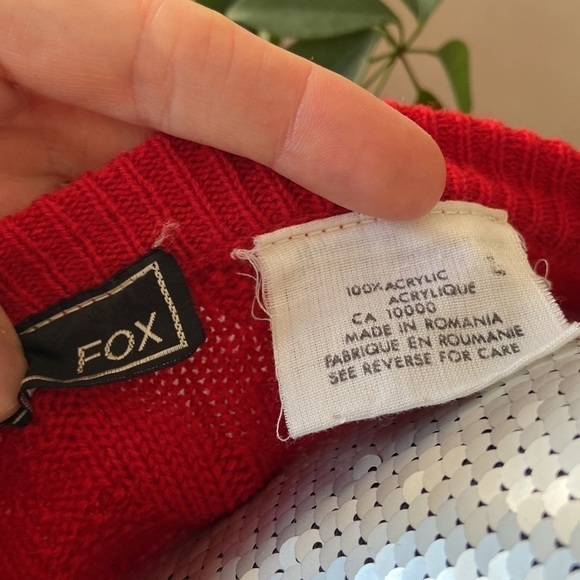 FOX
L
100% ACRYLIC
ACRYLIQUE
CA 10000
MADE IN ROMANIA
FABRIQUE EN ROUMANIE
SEE REVERSE FOR CARE